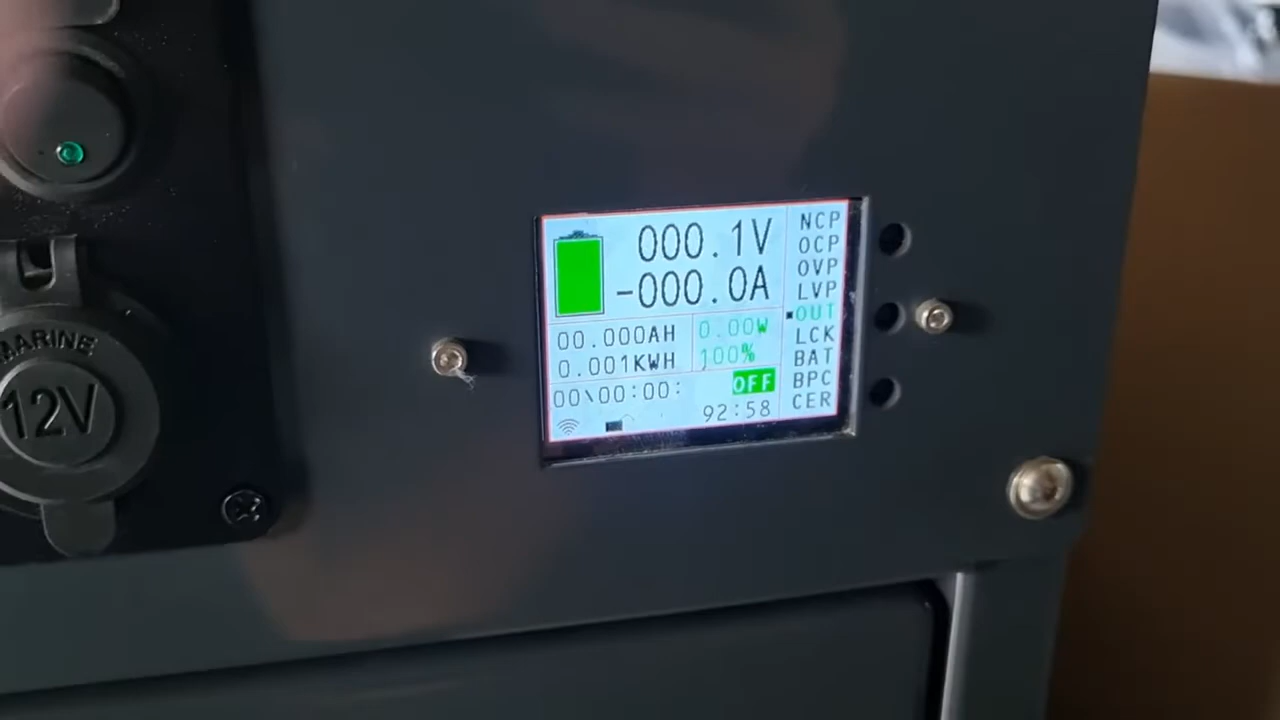 MARINE
12V
000.1V
-000.0A
00.000AH
0.001KWH
0.00W
100%
00\00:00:
OFF
92:58
NCP
OCP
OVP
LVP
OUT
LCK
BAT
BPC
CER